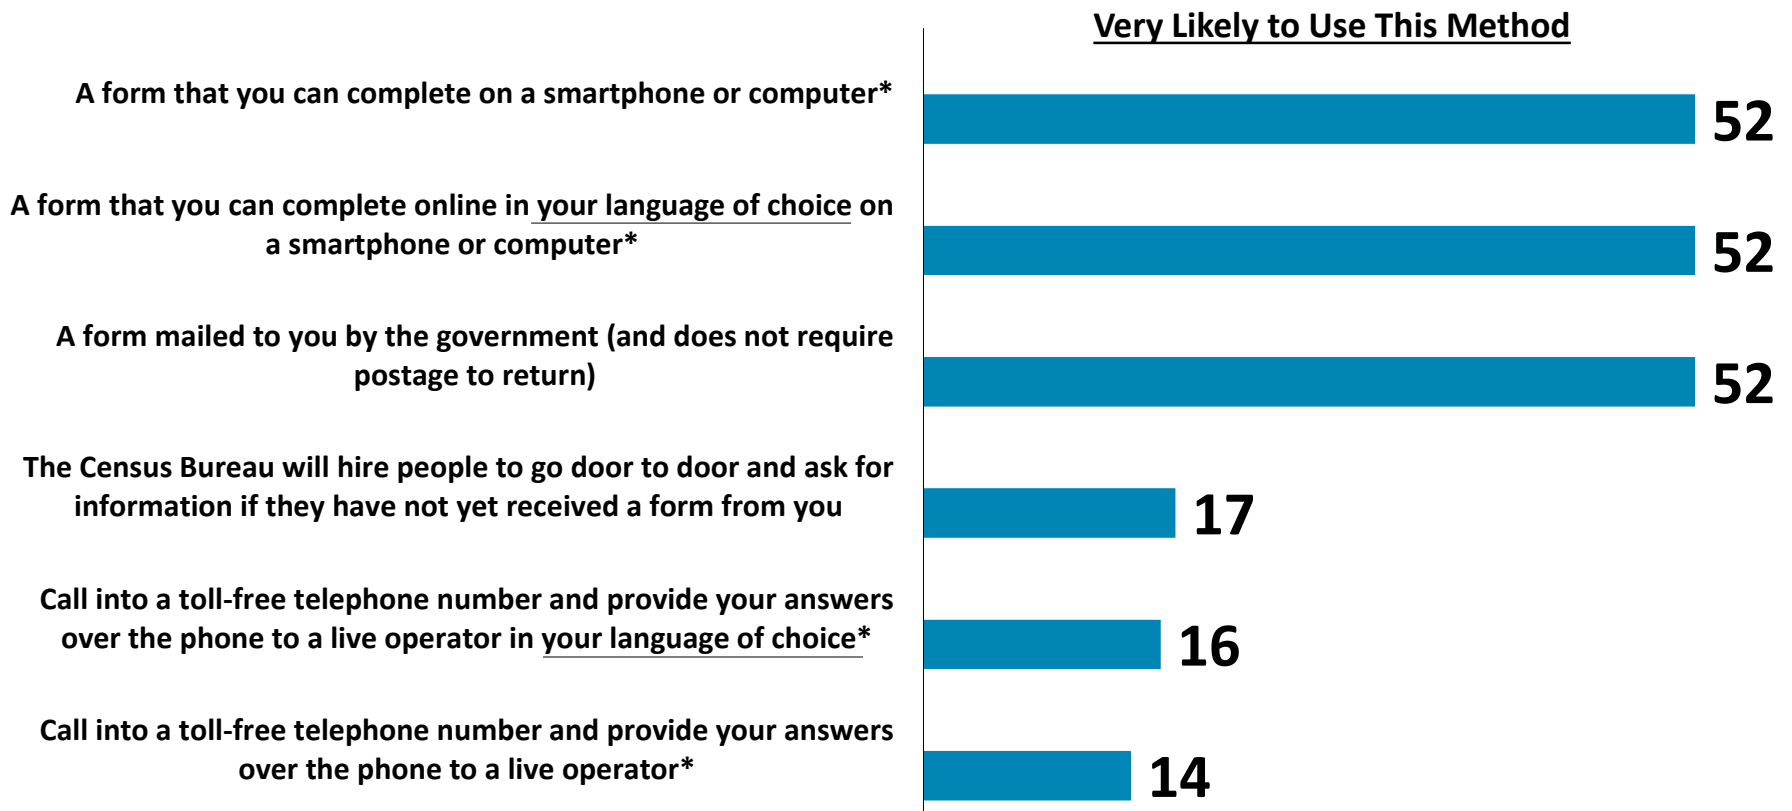 Very Likely to Use This Method
A form that you can complete on a smartphone or computer*
52
A form that you can complete online in your language of choice on
a smartphone or computer*
52
A form mailed to you by the government (and does not require
postage to return)
52
The Census Bureau will hire people to go door to door and ask for
information if they have not yet received a form from you
17
Call into a toll-free telephone number and provide your answers
over the phone to a live operator in your language of choice*
16
Call into a toll-free telephone number and provide your answers
over the phone to a live operator*
14